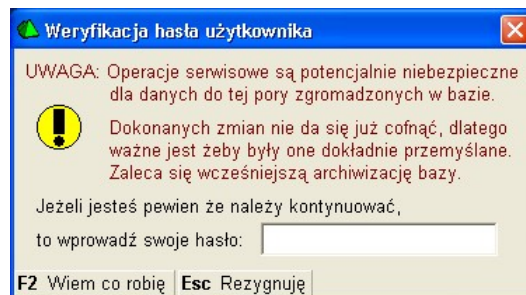 Weryfikacja hasła użytkownika
UWAGA: Operacje serwisowe są potencjalnie niebezpieczne
dla danych do tej pory zgromadzonych w bazie.
Dokonanych zmian nie da się już cofnąć, dlatego
ważne jest żeby były one dokładnie przemyślane.
Zaleca się wcześniejszą archiwizację bazy.
Jeżeli jesteś pewien że należy kontynuować,
to wprowadź swoje hasło:
F2 Wiem co robię Esc Rezygnuję